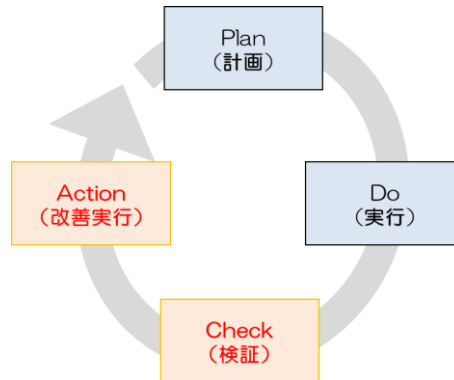 Plan
（計画）
Do
（実行）
Check
（検証）
Action
（改善実行）